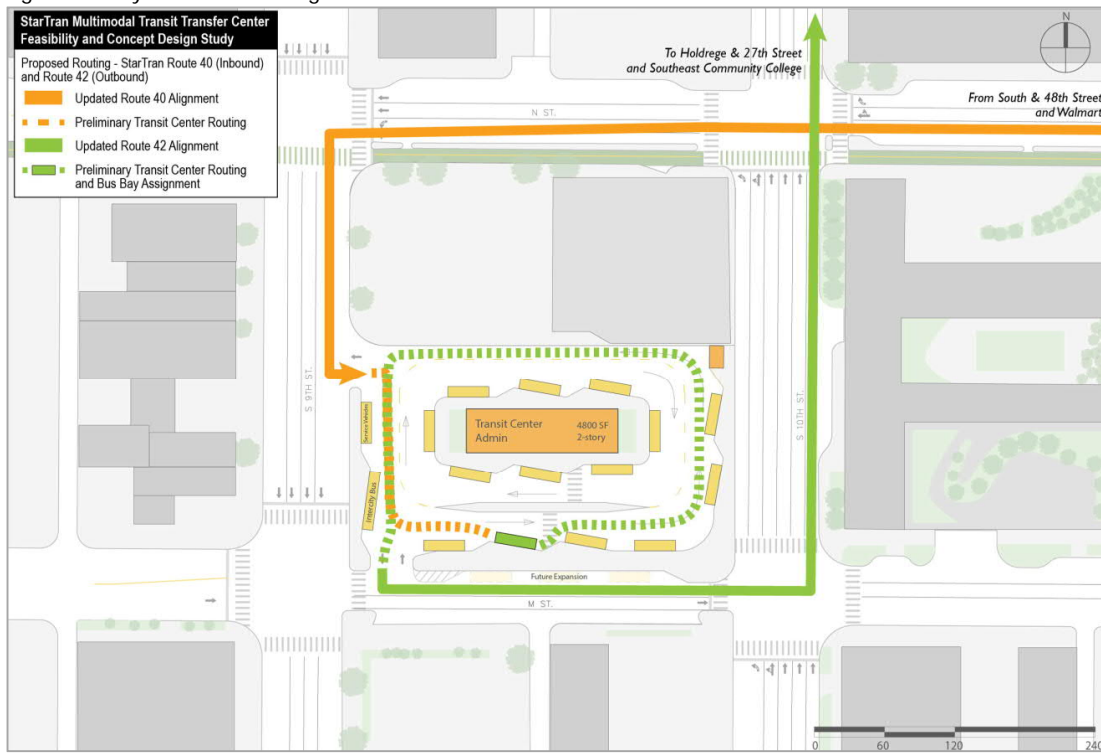 StarTran Multimodal Transit Transfer Center
Feasibility and Concept Design Study
Proposed Routing - StarTran Route 40 (Inbound)
and Route 42 (Outbound)
Updated Route 40 Alignment
Preliminary Transit Center Routing
Updated Route 42 Alignment
Preliminary Transit Center Routing
and Bus Bay Assignment
To Holdrege & 27th Street
and Southeast Community College
N
From South & 48th Street
and Walmart
N ST.
S 9TH ST.
S 10TH ST.
Service Vehicles
Intercity Bus
Transit Center
Admin
4800 SF
2-story
Future Expansion
M ST.
0 60 120 240